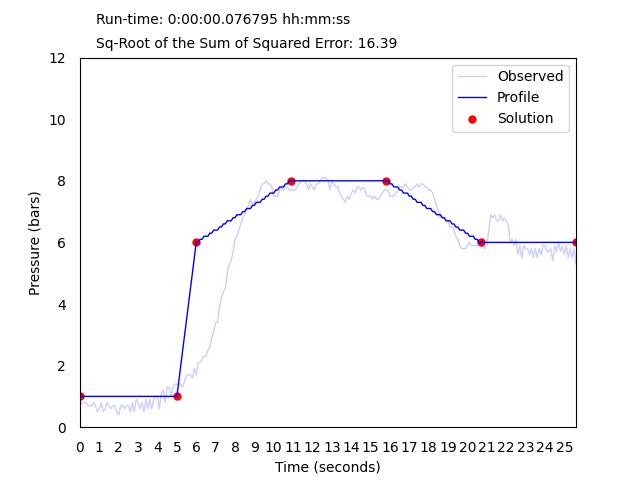 Run-time: 0:00:00.076795 hh:mm:ss
Sq-Root of the Sum of Squared Error: 16.39
12
10
8
6
4
2
0
Pressure (bars)
Observed
Profile
Solution
0 1 2 3 4 5 6 7 8 9 10 11 12 13 14 15 16 17 18 19 20 21 22 23 24 25
Time (seconds)